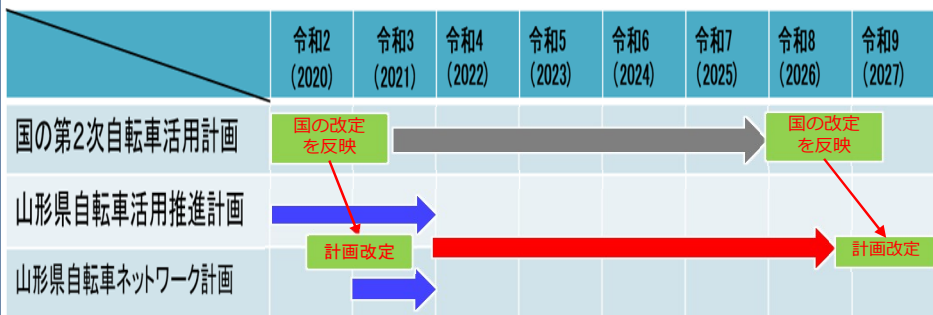 令和2 令和3 令和4 令和5 令和6 令和7 令和8 令和9
(2020) (2021) (2022) (2023) (2024) (2025) (2026) (2027)
国の第2次自転車活用計画
国の改定
を反映
国の改定
を反映
山形県自転車活用推進計画
計画改定
計画改定
山形県自転車ネットワーク計画